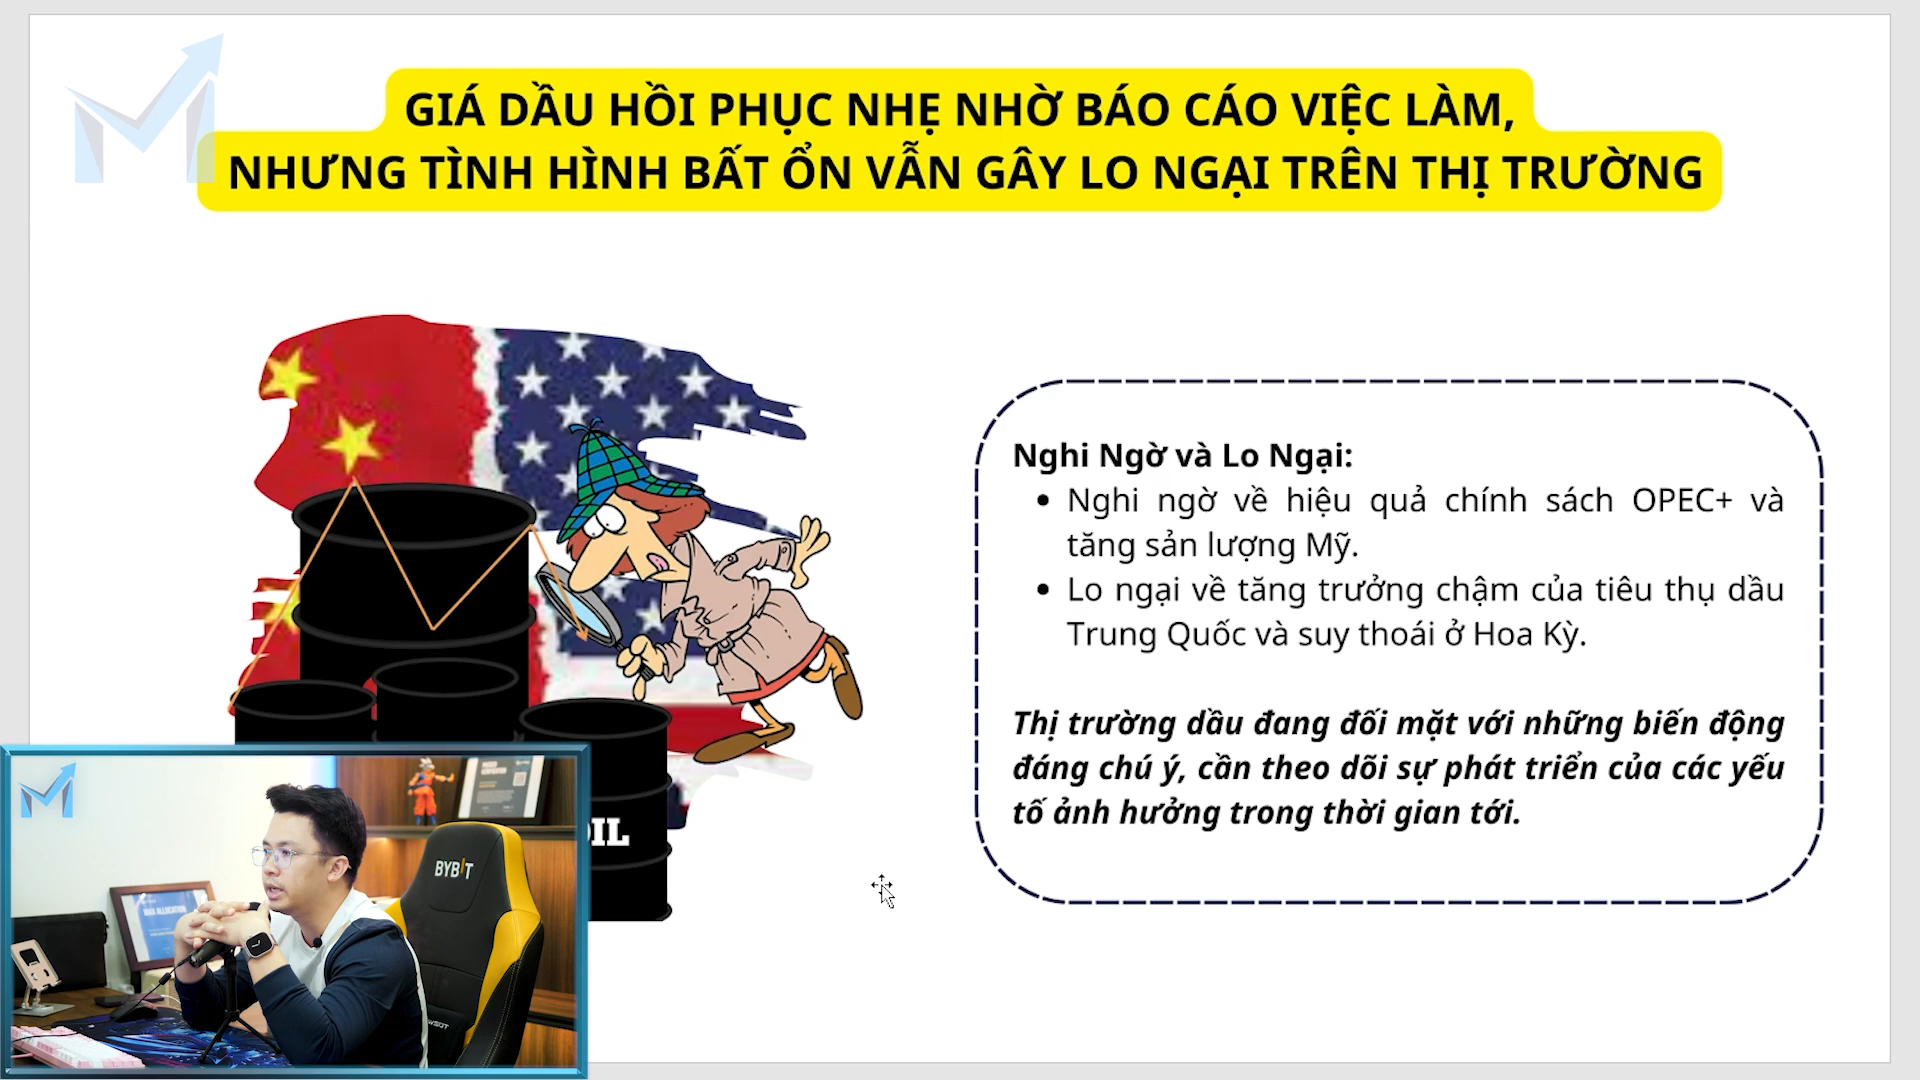 GIÁ DẦU HỒI PHỤC NHẸ NHỜ BÁO CÁO VIỆC LÀM,
NHƯNG TÌNH HÌNH BẤT ỔN VẪN GÂY LO NGẠI TRÊN THỊ TRƯỜNG
Nghi Ngờ và Lo Ngại:
• Nghi ngờ về hiệu quả chính sách OPEC+ và
tăng sản lượng Mỹ.
• Lo ngại về tăng trưởng chậm của tiêu thụ dầu
Trung Quốc và suy thoái ở Hoa Kỳ.
Thị trường dầu đang đối mặt với những biến động
đáng chú ý, cần theo dõi sự phát triển của các yếu
tố ảnh hưởng trong thời gian tới.
BYBIT